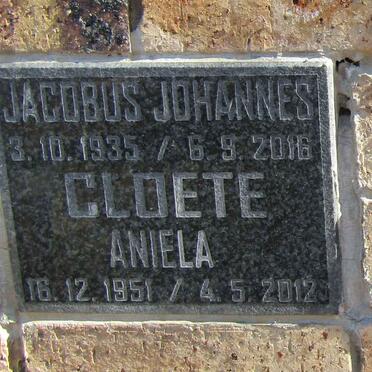 JACOBUS JOHANNES
3.10.1935 / 6.9.2016
CLOETE
ANIELA
16.12.1951 / 4.5.2012